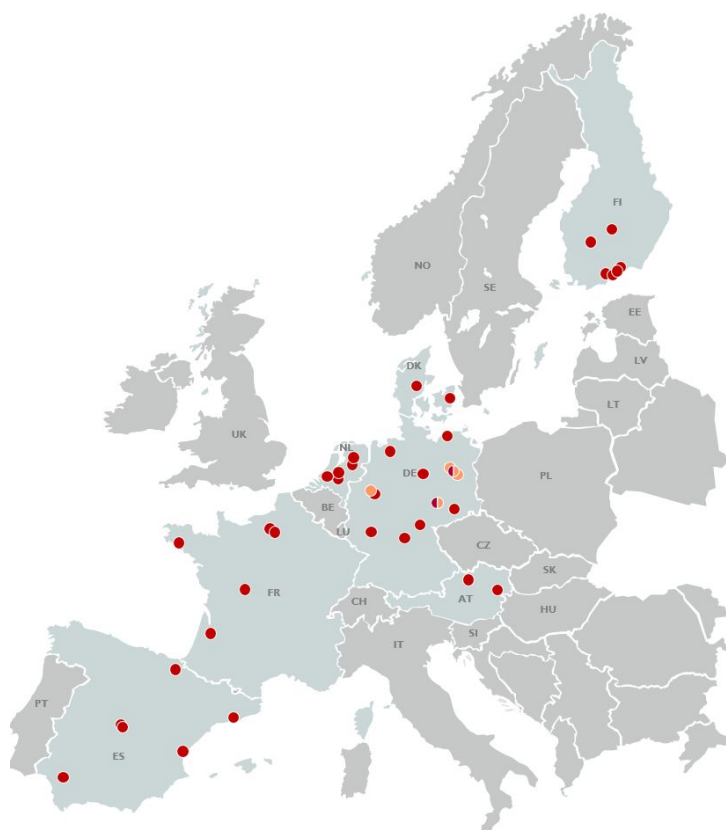 FI
NO
SE
EE
LV
DK
LT
UK
NL
DE
PL
BE
LU
CZ
SK
FR
CH
AT
HU
SI
IT
PT
ES